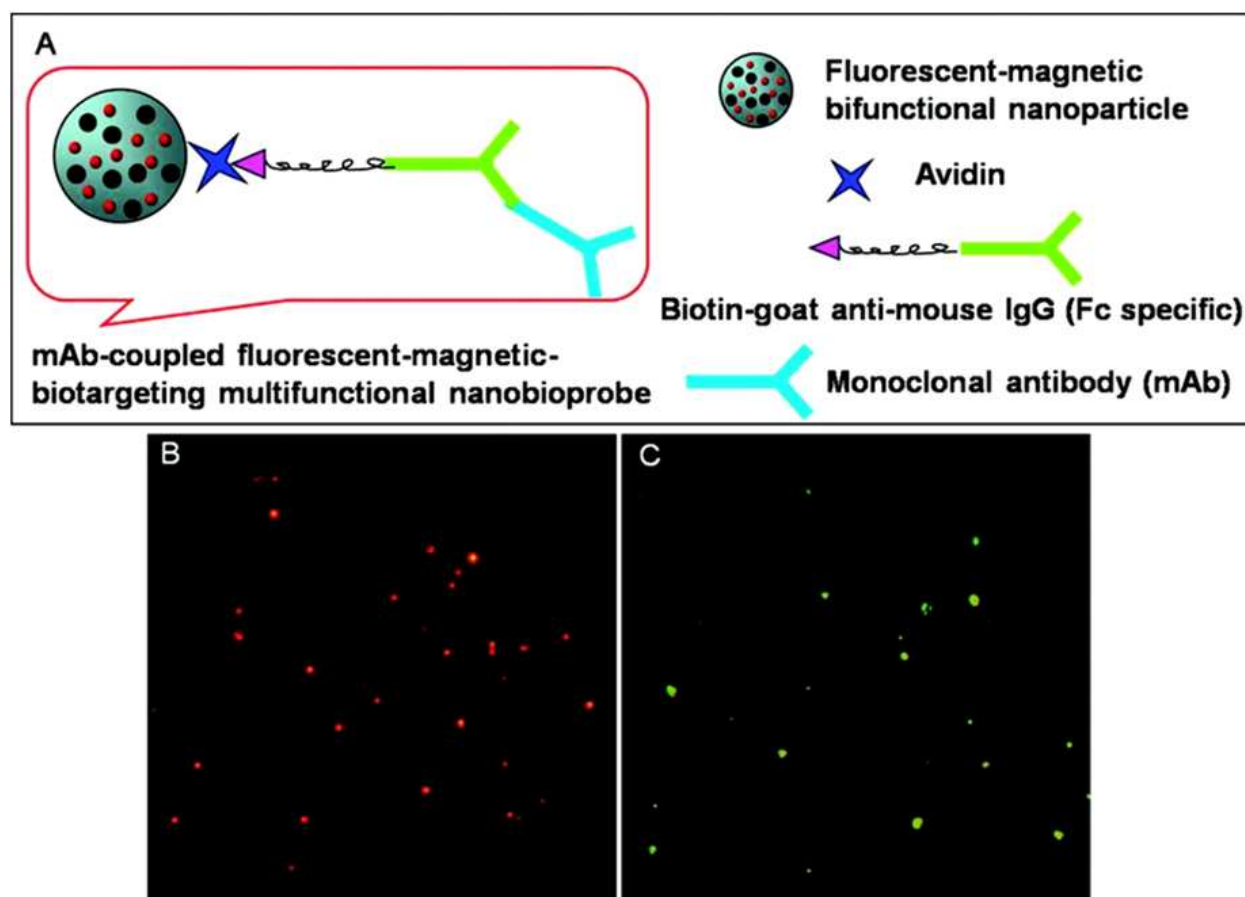 A
Fluorescent-magnetic
bifunctional nanoparticle
Avidin
Biotin-goat anti-mouse IgG (Fc specific)
mAb-coupled fluorescent-magnetic-
biotargeting multifunctional nanobioprobe
Monoclonal antibody (mAb)
B
C